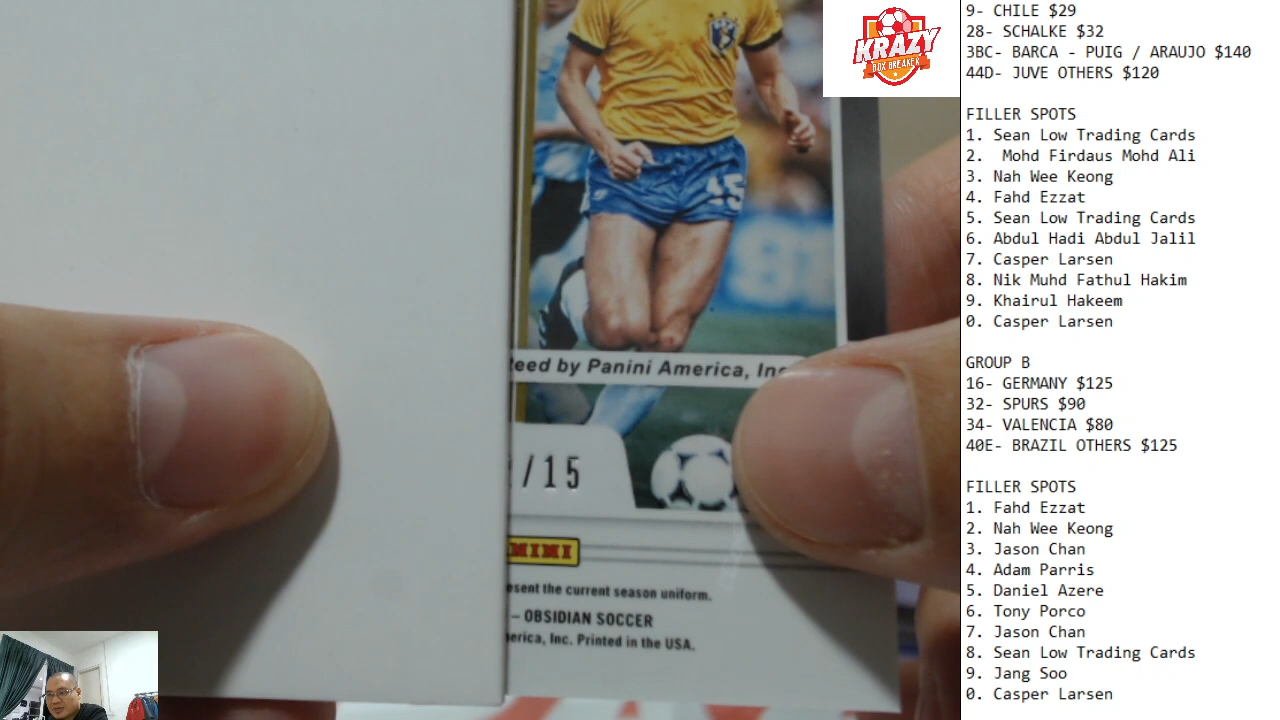 KRAZY
BOX BREAKER
15
eed by Panini America, Inc
/15
NINI
esent the current season uniform.
– OBSIDIAN SOCCER
erica, Inc. Printed in the USA.
9- CHILE $29
28- SCHALKE $32
3BC- BARCA - PUIG / ARAUJO $140
44D- JUVE OTHERS $120
FILLER SPOTS
1. Sean Low Trading Cards
2.  Mohd Firdaus Mohd Ali
3. Nah Wee Keong
4. Fahd Ezzat
5. Sean Low Trading Cards
6. Abdul Hadi Abdul Jalil
7. Casper Larsen
8. Nik Muhd Fathul Hakim
9. Khairul Hakeem
0. Casper Larsen
GROUP B
16- GERMANY $125
32- SPURS $90
34- VALENCIA $80
40E- BRAZIL OTHERS $125
FILLER SPOTS
1. Fahd Ezzat
2. Nah Wee Keong
3. Jason Chan
4. Adam Parris
5. Daniel Azere
6. Tony Porco
7. Jason Chan
8. Sean Low Trading Cards
9. Jang Soo
0. Casper Larsen